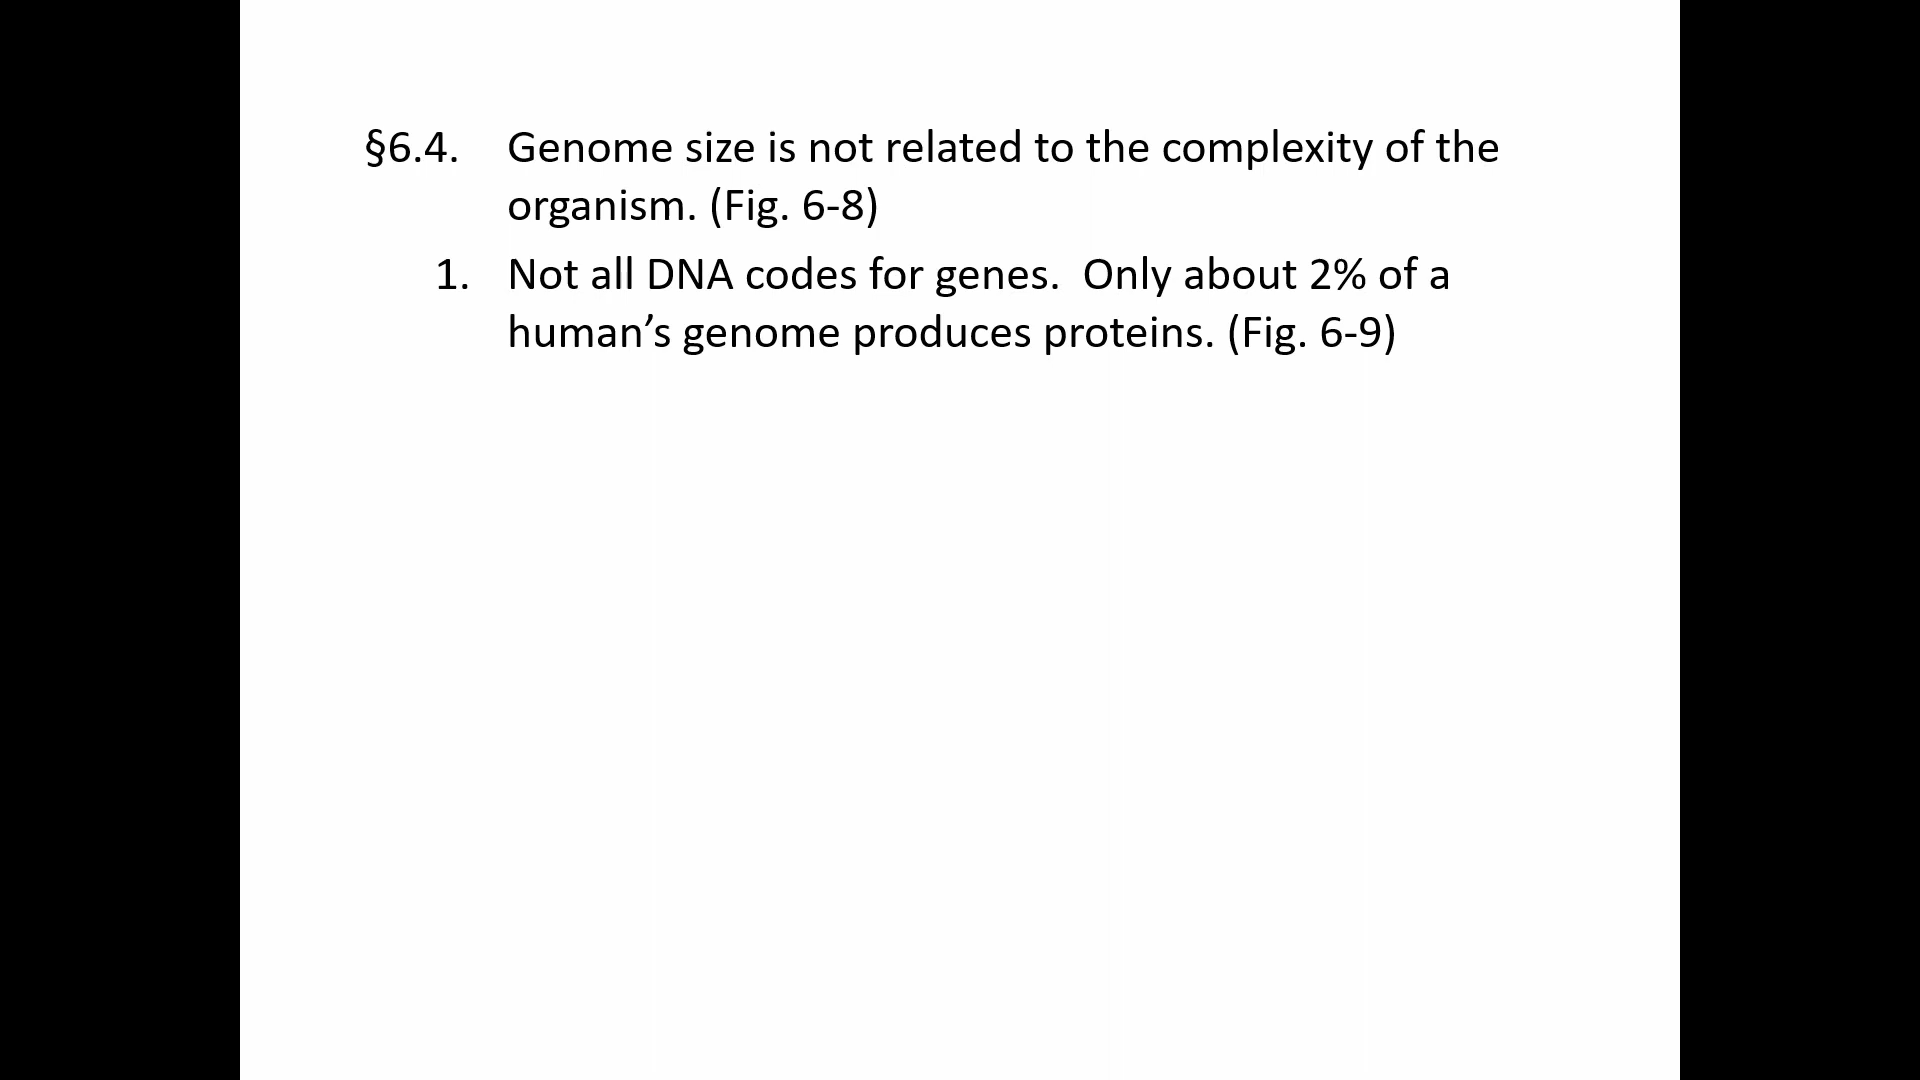 §6.4. Genome size is not related to the complexity of the
organism. (Fig. 6-8)
1. Not all DNA codes for genes.  Only about 2% of a
human’s genome produces proteins. (Fig. 6-9)